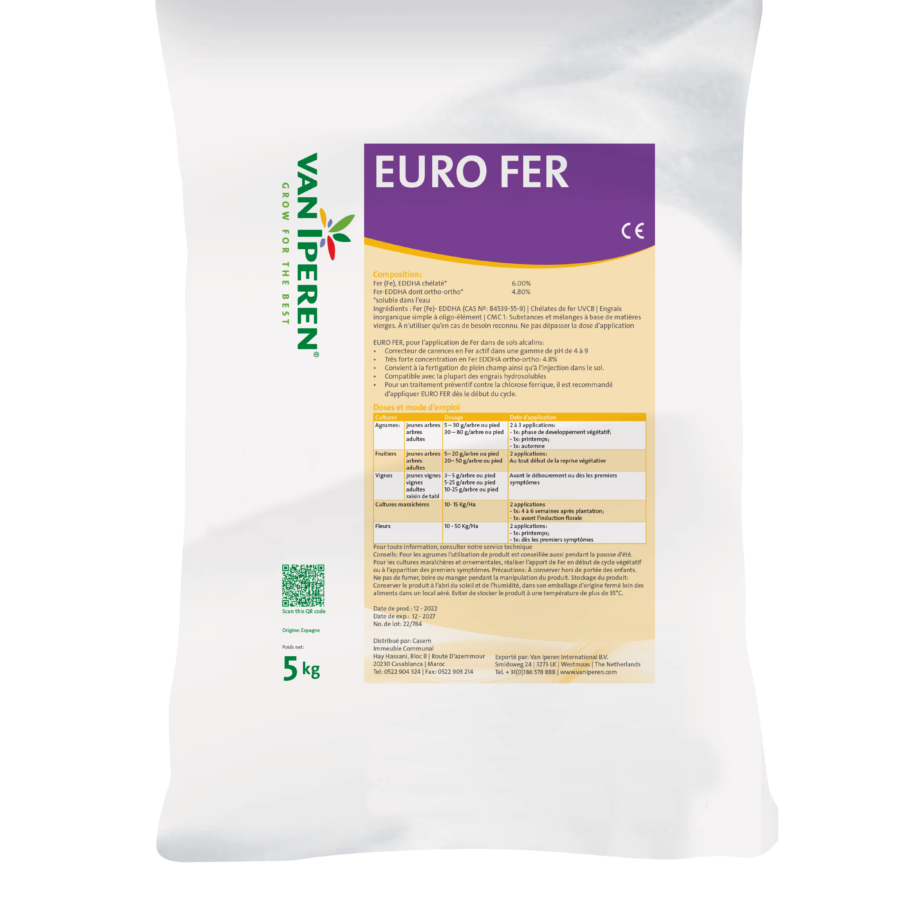 VAN IPEREN®
GROW FOR THE BEST
EURO FER
CE
Composition:
Fer (Fe), EDDHA chélaté* 6.00%
Fer-EDDHA dont ortho-ortho* 4.80%
*soluble dans l'eau
Ingrédients : Fer (Fe)- EDDHA (CAS Nº: 84539-55-9) | Chélates de fer UVCB | Engrais
inorganique simple à oligo-élément | CMC 1: Substances et mélanges à base de matières
vierges. À n'utiliser qu'en cas de besoin reconnu. Ne pas dépasser la dose d'application
EURO FER, pour l'application de Fer dans de sols alcalins:
• Correcteur de carences en Fer actif dans une gamme de pH de 4 à 9
• Très forte concentration en Fer EDDHA ortho-ortho: 4.8%
• Convient à la fertigation de plein champ ainsi qu'à l'injection dans le sol.
• Compatible avec la plupart des engrais hydrosolubles
• Pour un traitement préventif contre la chlorose ferrique, il est recommandé
d'appliquer EURO FER dès le début du cycle.
Doses et mode d'emploi
Cultures Dosage Date d'application
Agrumes: jeunes arbres 5 – 30 g/arbre ou pied 2 à 3 applications:
arbres 30 – 80 g/arbre ou pied - 1x: phase de developpement végétatif;
adultes - 1x: printemps;
- 1x: automne
Fruitiers jeunes arbres 5– 20 g/arbre ou pied 2 applications:
arbres 20– 50 g/arbre ou pied Au tout début de la reprise végétative
adultes
Vignes jeunes vignes 3– 5 g/arbre ou pied Avant le débourement ou dès les premiers
vignes 5-25 g/arbre ou pied symptômes
adultes 10-25 g/arbre ou pied
raisin de tabl
Cultures maraîchères 10- 15 Kg/Ha 2 applications
- 1x: 4 à 6 semaines après plantation;
- 1x: avant l'induction florale
Fleurs 10 - 50 Kg/Ha 2 applications:
- 1x: printemps;
- 1x: dès les premiers symptômes
Pour toute information, consulter notre service technique
Conseils: Pour les agrumes l'utilisation de produit est conseillée aussi pendant la pousse d'été.
Pour les cultures maraîchères et ornementales, réaliser l'apport de Fer en début de cycle végétatif
ou à l'apparition des premiers symptômes. Précautions: À conserver hors de portée des enfants.
Ne pas de fumer, boire ou manger pendant la manipulation du produit. Stockage du produit:
Conserver le produit à l'abri du soleil et de l'humidité, dans son emballage d'origine fermé loin des
aliments dans un local aéré. Eviter de stocker le produit à une température de plus de 35°C.
Date de prod.: 12 - 2022
Date de exp.: 12 - 2027
No. de lot: 22/784
Scan this QR code
Origine: Espagne
Poids net:
5 kg
Distribué par: Casem
Immeuble Communal
Hay Hassani, Bloc B | Route D'azemmour
20230 Casablanca | Maroc
Tel: 0522 904 324 | Fax: 0522 903 214
Exporté par: Van Iperen International B.V.
Smidsweg 24 | 3273 LK | Westmaas | The Netherlands
Tel. + 31(0)186 578 888 | www.vaniperen.com